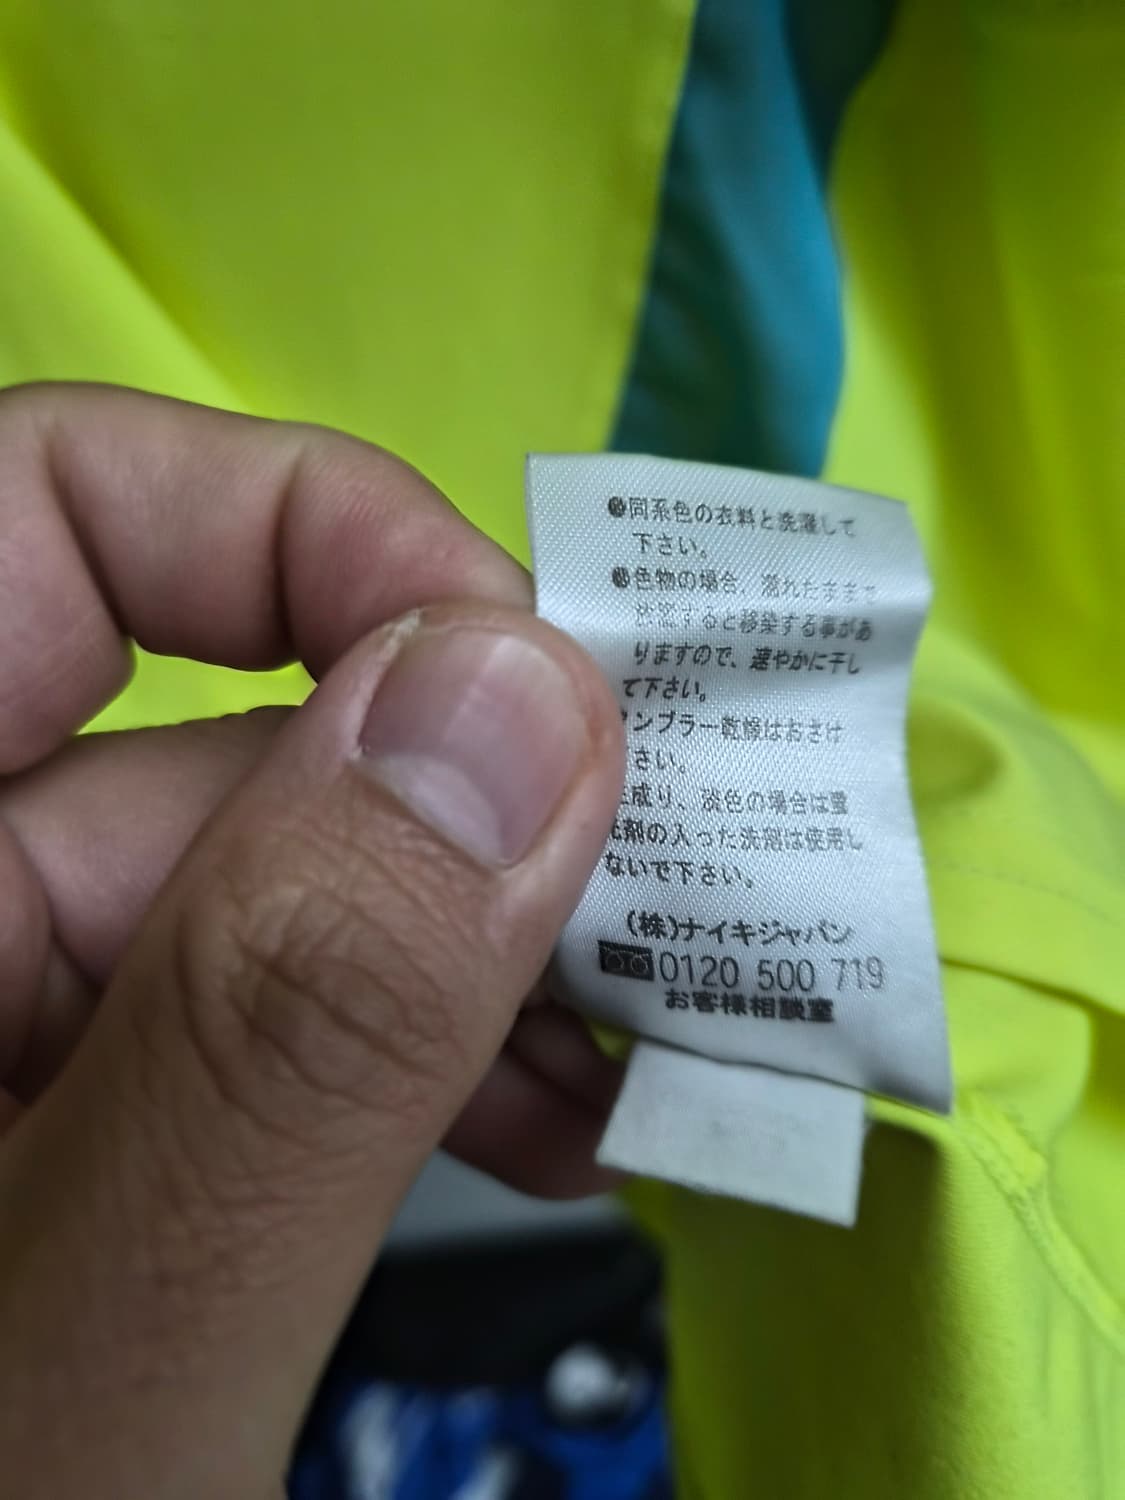 ●同系色の衣料と洗濯して
下さい。
●色物の場合、濡れたままで
放置すると移染する事があ
りますので、速やかに干し
て下さい。
ンブラー乾燥はおさけ
さい。
成り、淡色の場合は蛍
剤の入った洗剤は使用し
ないで下さい。
(株)ナイキジャパン
0120 500 719
お客様相談室